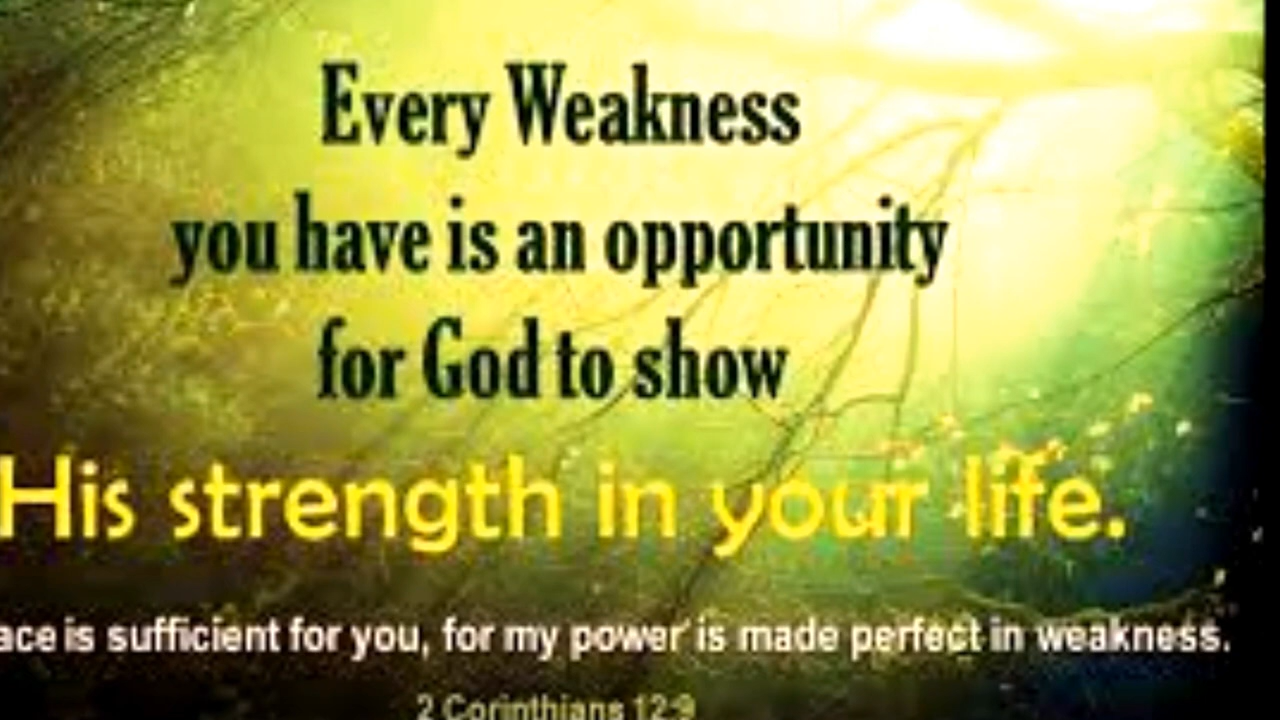 Every Weakness
you have is an opportunity
for God to show
His strength in your life.
ace is sufficient for you, for my power is made perfect in weakness.
2 Corinthians 12:9